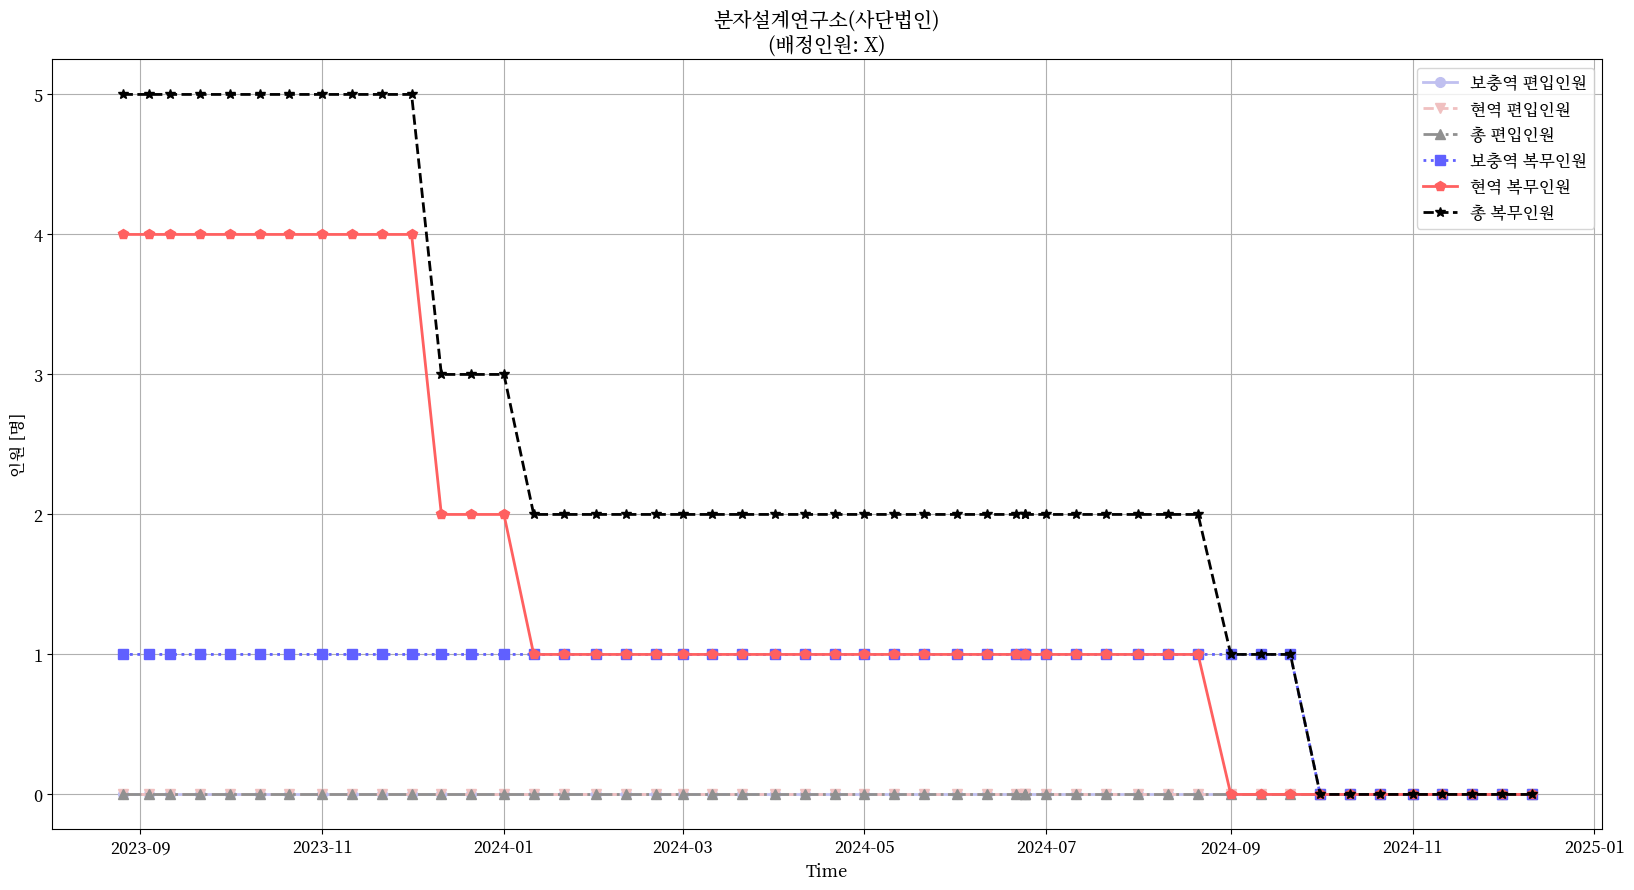 분자설계연구소(사단법인)
(배정인원: X)
보충역 편입인원
현역 편입인원
총 편입인원
보충역 복무인원
현역 복무인원
총 복무인원
인원 [명]
5
4
3
2
1
0
2023-09
2023-11
2024-01
2024-03
2024-05
2024-07
2024-09
2024-11
2025-01
Time